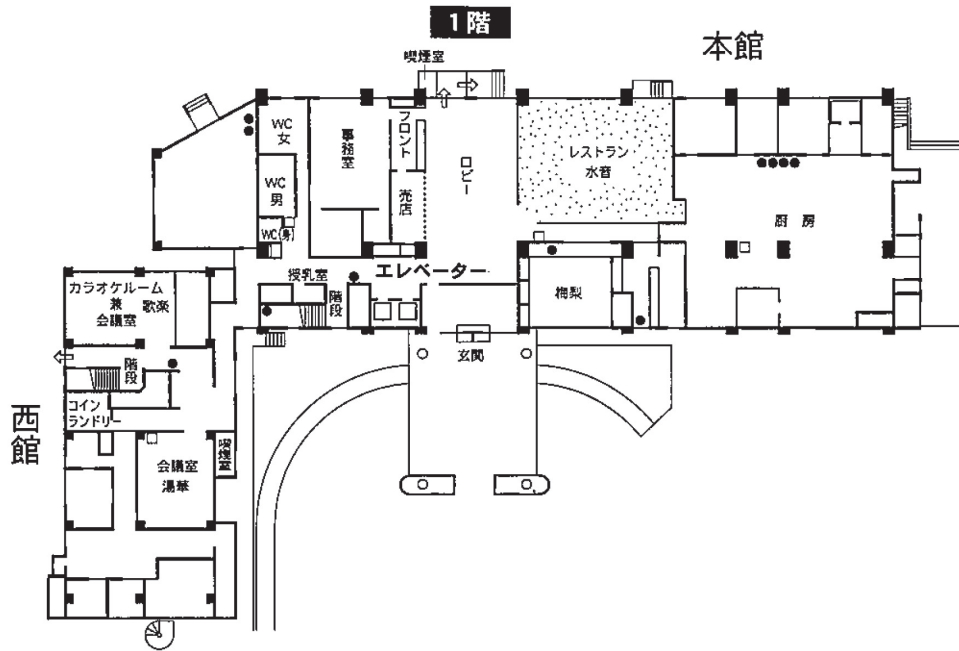 1階
本館
喫煙室
WC
女
事務室
フロント
ロビー
レストラン
水音
WC
男
売店
厨房
WC(身)
授乳室
エレベーター
階段
梅梨
カラオケルーム
兼 歌楽
会議室
玄関
階段
西館
コイン
ランドリー
喫煙室
会議室
湯華